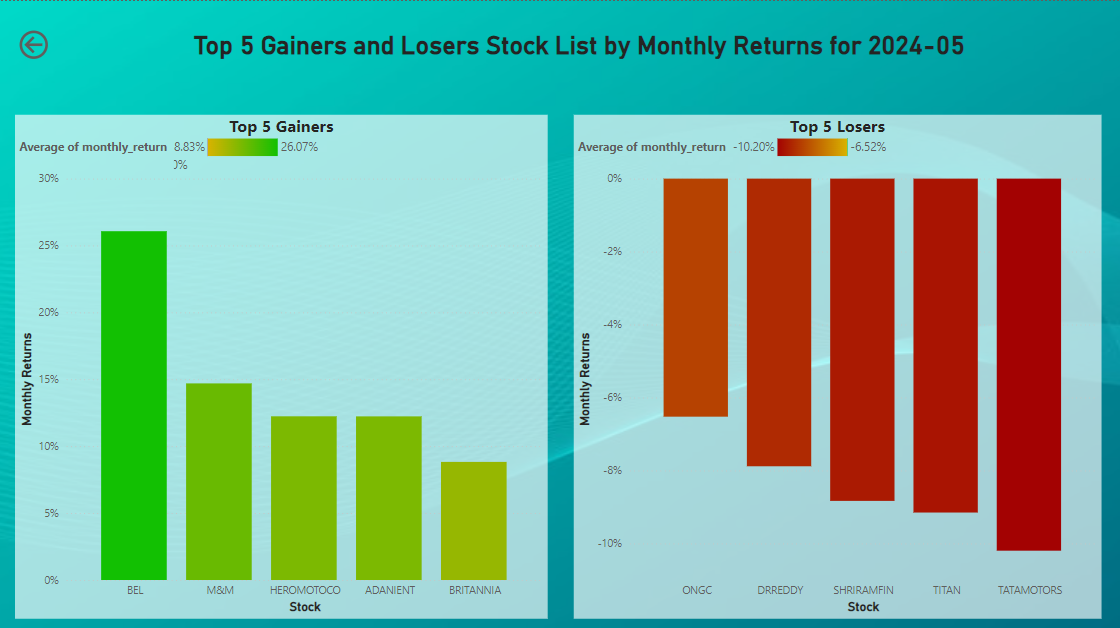 Top 5 Gainers and Losers Stock List by Monthly Returns for 2024-05
Top 5 Gainers
Average of monthly_return 8.83% 26.07%
30%
25%
20%
15%
10%
5%
0%
Monthly Returns
BEL M&M HEROMOTOCO ADANIENT BRITANNIA
Stock
Top 5 Losers
Average of monthly_return -10.20% -6.52%
0%
-2%
-4%
-6%
-8%
-10%
Monthly Returns
ONGC DRREDDY SHRIRAMFIN TITAN TATAMOTORS
Stock